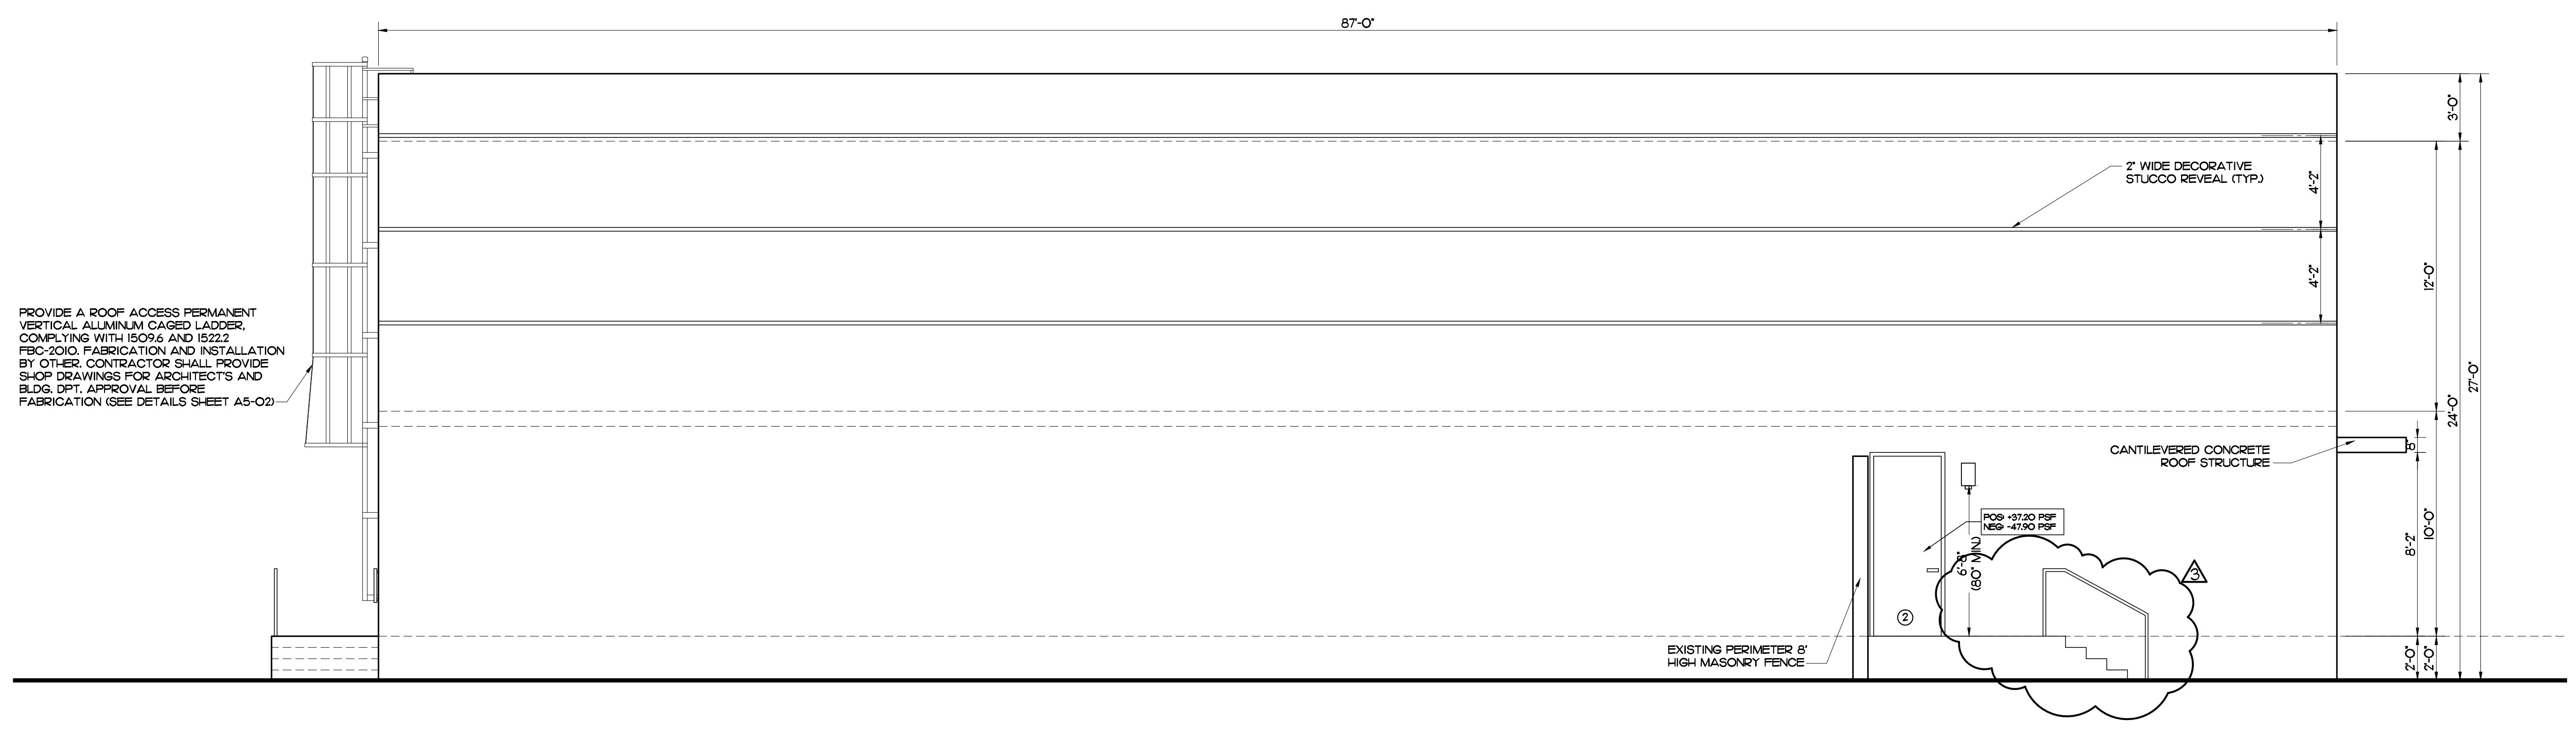 87'-0"
3'-0"
2" WIDE DECORATIVE
STUCCO REVEAL (TYP.)
4'-2"
4'-2"
12'-0"
27'-0"
24'-0"
PROVIDE A ROOF ACCESS PERMANENT
VERTICAL ALUMINUM CAGED LADDER,
COMPLYING WITH 1509.6 AND 1522.2
FBC-2010. FABRICATION AND INSTALLATION
BY OTHER. CONTRACTOR SHALL PROVIDE
SHOP DRAWINGS FOR ARCHITECT'S AND
BLDG. DPT. APPROVAL BEFORE
FABRICATION (SEE DETAILS SHEET A5-02)
CANTILEVERED CONCRETE
ROOF STRUCTURE
8"
POS: +37.20 PSF
NEG: -47.90 PSF
6'-8"
(80" MIN.)
3
8'-2"
10'-0"
2
EXISTING PERIMETER 8'
HIGH MASONRY FENCE
2'-0"
2'-0"